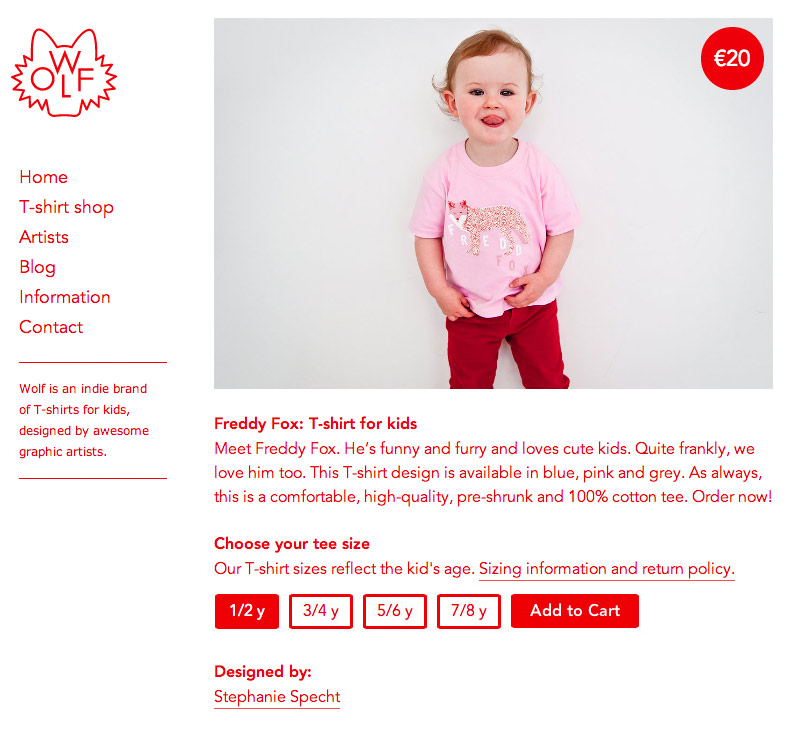 WOLF
Home
T-shirt shop
Artists
Blog
Information
Contact
Wolf is an indie brand
of T-shirts for kids,
designed by awesome
graphic artists.
€20
FREDDY
FOX
Freddy Fox: T-shirt for kids
Meet Freddy Fox. He’s funny and furry and loves cute kids. Quite frankly, we
love him too. This T-shirt design is available in blue, pink and grey. As always,
this is a comfortable, high-quality, pre-shrunk and 100% cotton tee. Order now!
Choose your tee size
Our T-shirt sizes reflect the kid's age. Sizing information and return policy.
1/2 y 3/4 y 5/6 y 7/8 y Add to Cart
Designed by:
Stephanie Specht